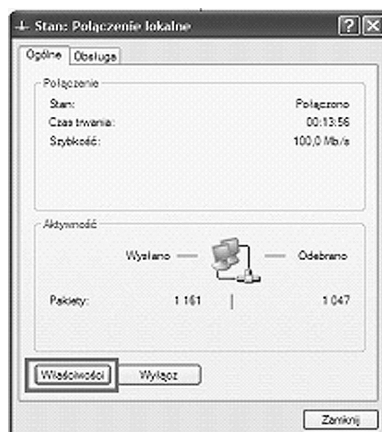 Stan: Połączenie lokalne
Ogólne Obsługa
Połączenie
Stan: Połączono
Czas trwania: 00:13:56
Szybkość: 100,0 Mb/s
Aktywność
Wysłano — — Odebrano
Pakiety: 1 161 | 1 047
Właściwości Wyłącz
Zamknij